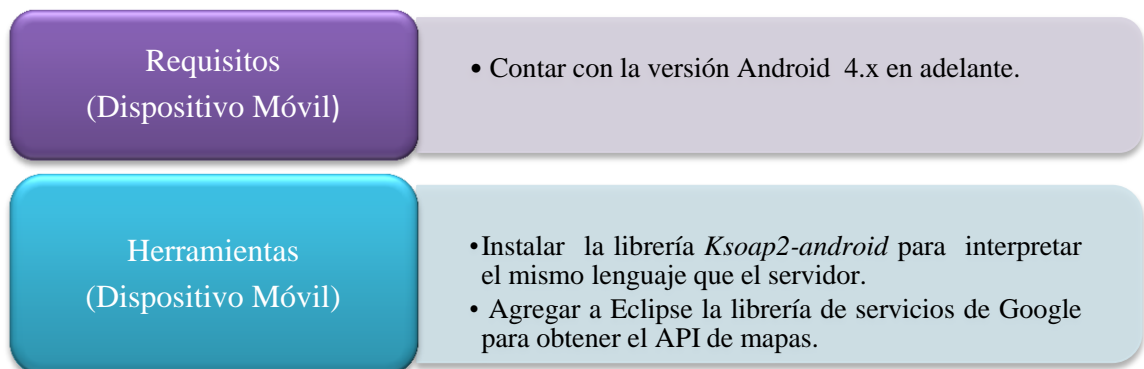 Requisitos
(Dispositivo Móvil)
• Contar con la versión Android 4.x en adelante.
Herramientas
(Dispositivo Móvil)
•Instalar la librería Ksoap2-android para interpretar
el mismo lenguaje que el servidor.
• Agregar a Eclipse la librería de servicios de Google
para obtener el API de mapas.